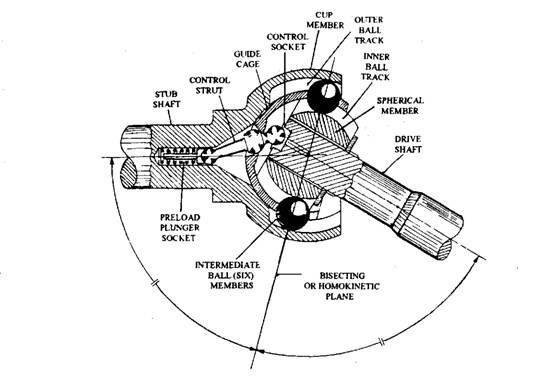 CUP
MEMBER
OUTER
BALL
TRACK
CONTROL
SOCKET
INNER
BALL
TRACK
GUIDE
CAGE
CONTROL
STRUT
STUB
SHAFT
SPHERICAL
MEMBER
DRIVE
SHAFT
PRELOAD
PLUNGER
SOCKET
INTERMEDIATE
BALL (SIX)
MEMBERS
BISECTING
OR HOMOKINETIC
PLANE